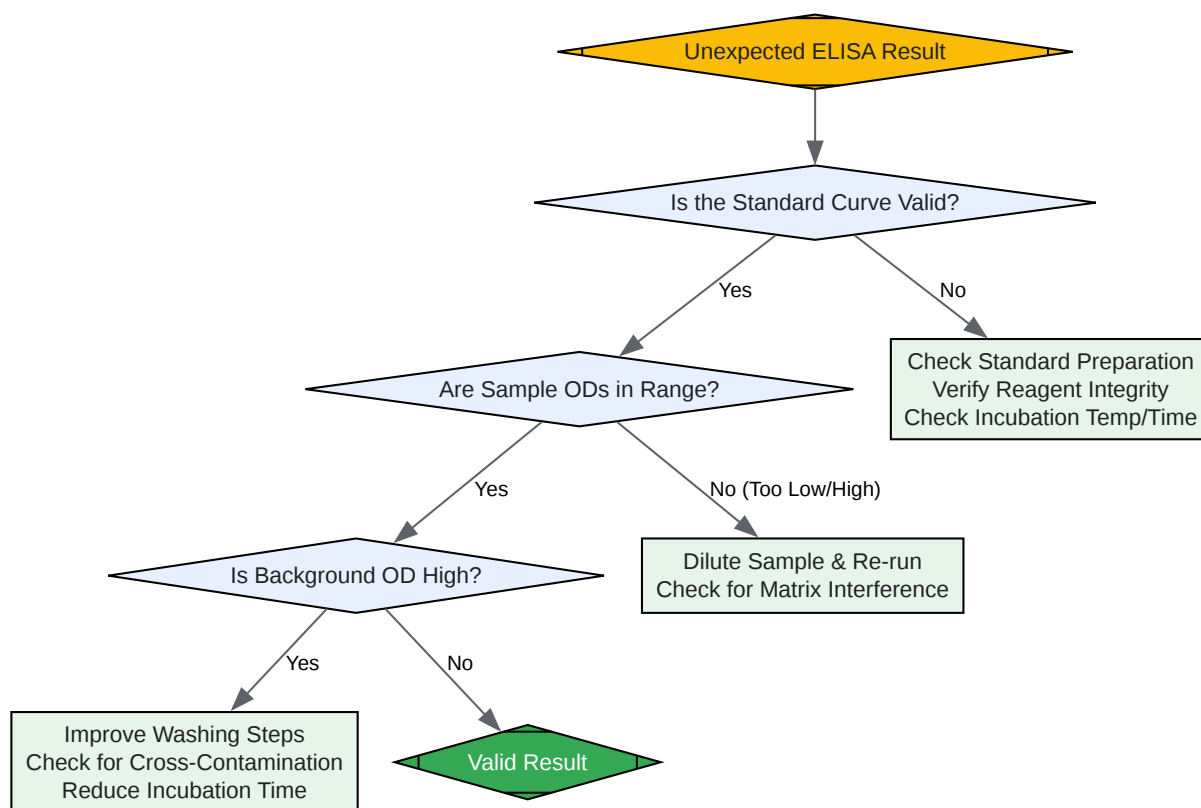 Unexpected ELISA Result
Is the Standard Curve Valid?
Yes
No
Check Standard Preparation
Verify Reagent Integrity
Check Incubation Temp/Time
Are Sample ODs in Range?
Yes
No (Too Low/High)
Dilute Sample & Re-run
Check for Matrix Interference
Is Background OD High?
Yes
No
Improve Washing Steps
Check for Cross-Contamination
Reduce Incubation Time
Valid Result